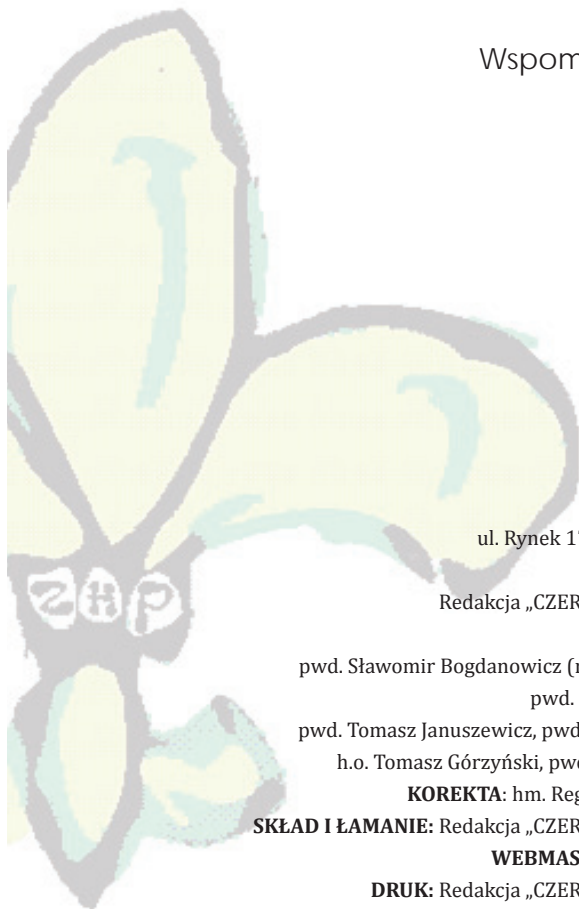 Wspom
ul. Rynek 1
Redakcja „CZER
pwd. Sławomir Bogdanowicz (
pwd.
pwd. Tomasz Januszewicz, pwd
h.o. Tomasz Górzyński, pwd
KOREKTA: hm. Reg
SKŁAD I ŁAMANIE: Redakcja „CZER
WEBMAS
DRUK: Redakcja „CZER
ZHP